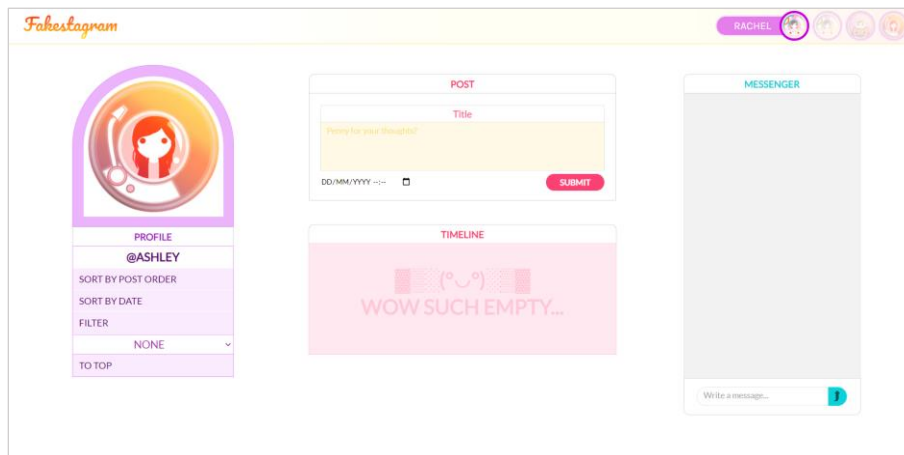 Fakestagram
RACHEL
POST
Title
Penny for your thoughts?
DD/MM/YYYY --:--
SUBMIT
TIMELINE
(°◡°)
WOW SUCH EMPTY...
PROFILE
@ASHLEY
SORT BY POST ORDER
SORT BY DATE
FILTER
NONE
TO TOP
MESSENGER
Write a message...